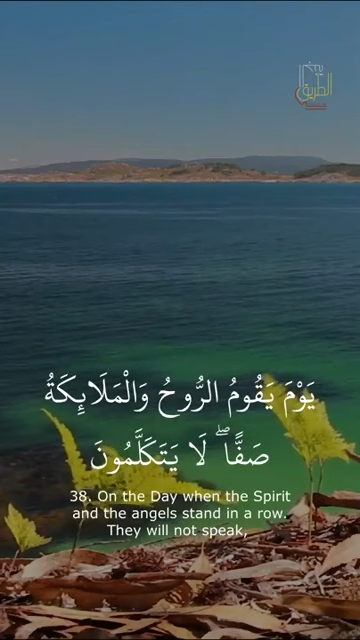 الطريق
يَوْمَ يَقُومُ الرُّوحُ وَالْمَلَائِكَةُ
صَفًّا ۖ لَا يَتَكَلَّمُونَ
38. On the Day when the Spirit
and the angels stand in a row.
They will not speak,